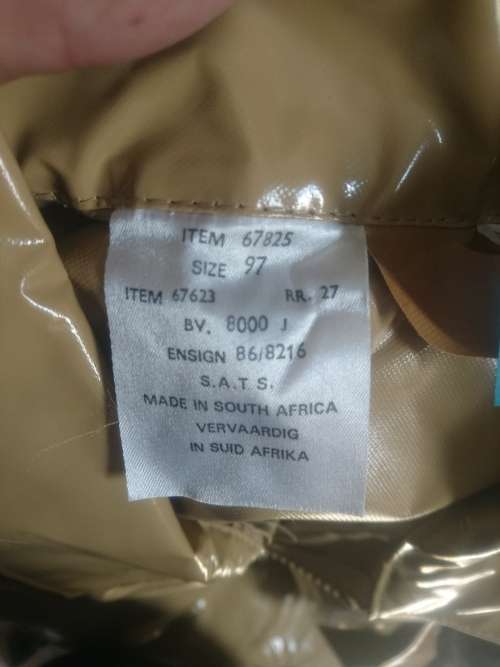 ITEM 67825
SIZE 97
ITEM 67623 RR. 27
BV. 8000 J
ENSIGN 86/8216
S.A.T.S.
MADE IN SOUTH AFRICA
VERVAARDIG
IN SUID AFRIKA